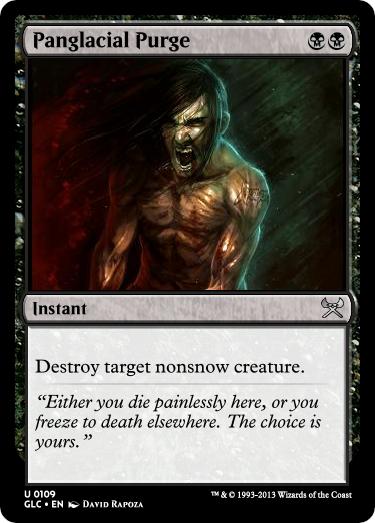 Panglacial Purge
Instant
Destroy target nonsnow creature.
“Either you die painlessly here, or you
freeze to death elsewhere. The choice is
yours.”
U 0109
GLC • EN DAVID RAPOZA
™ & © 1993-2013 Wizards of the Coast